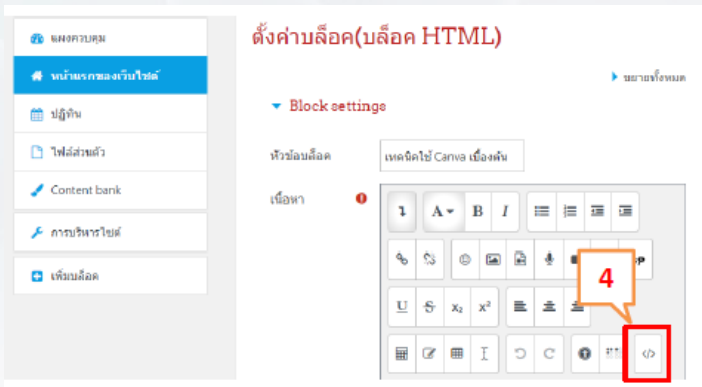 ตั้งค่าบล็อค(บล็อค HTML)
แผงควบคุม
หน้าแรกของเว็บไซต์
ปฏิทิน
ไฟล์ส่วนตัว
Content bank
การบริหารไซต์
เพิ่มบล็อค
ขยายทั้งหมด
Block settings
หัวข้อบล็อค เทคนิคใช้ Canva เบื้องต้น
เนื้อหา
A B I
4
U S X₂ x²
</>